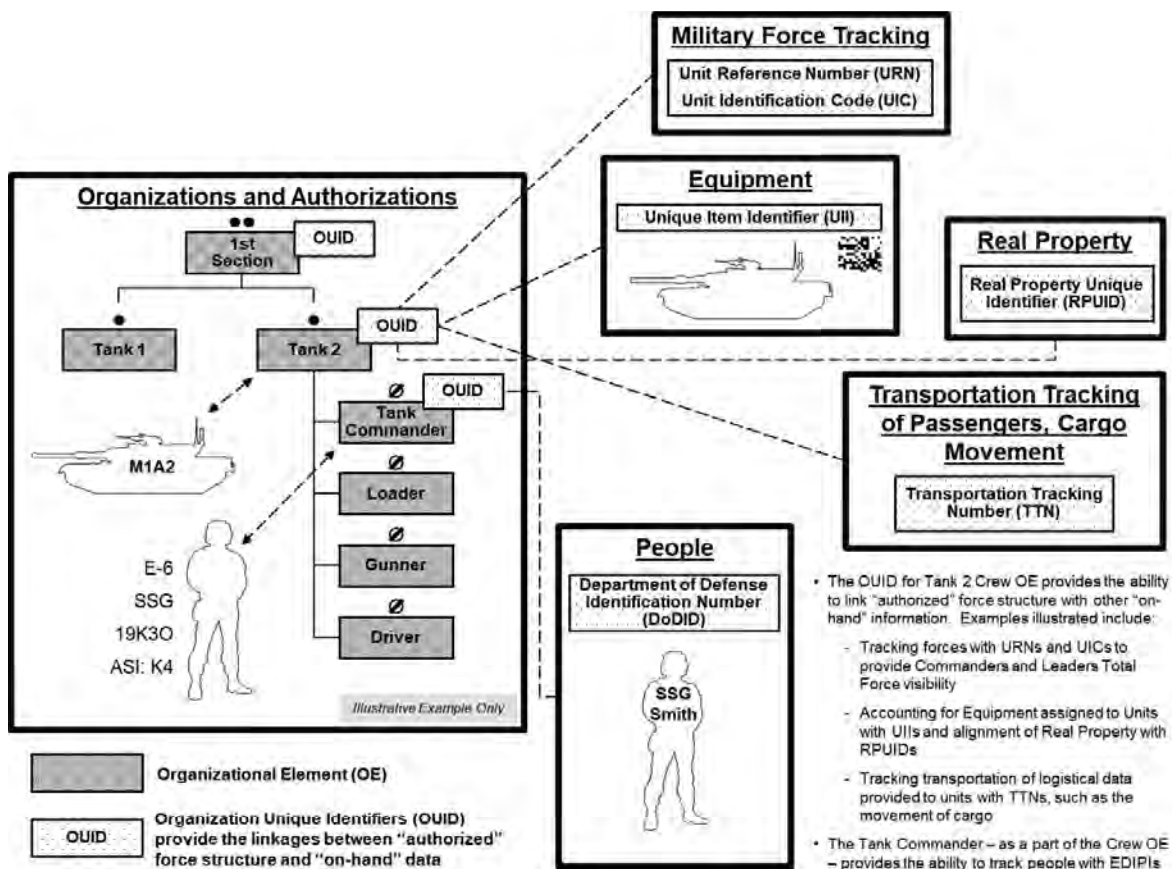 Military Force Tracking
Unit Reference Number (URN)
Unit Identification Code (UIC)
Equipment
Unique Item Identifier (UII)
Real Property
Real Property Unique
Identifier (RPUID)
Transportation Tracking
of Passengers, Cargo
Movement
Transportation Tracking
Number (TTN)
Organizations and Authorizations
1st
Section
OUID
Tank 1
Tank 2
OUID
Tank
Commander
OUID
Loader
Gunner
Driver
M1A2
E-6
SSG
19K3O
ASI: K4
Illustrative Example Only
People
Department of Defense
Identification Number
(DoDID)
SSG
Smith
Organizational Element (OE)
OUID
Organization Unique Identifiers (OUID)
provide the linkages between "authorized"
force structure and "on-hand" data
• The OUID for Tank 2 Crew OE provides the ability
to link "authorized" force structure with other "on-
hand" information. Examples illustrated include:
- Tracking forces with URNs and UICs to
provide Commanders and Leaders Total
Force visibility
- Accounting for Equipment assigned to Units
with UIIs and alignment of Real Property with
RPUIDs
- Tracking transportation of logistical data
provided to units with TTNs, such as the
movement of cargo
• The Tank Commander – as a part of the Crew OE
– provides the ability to track people with EDIPIs